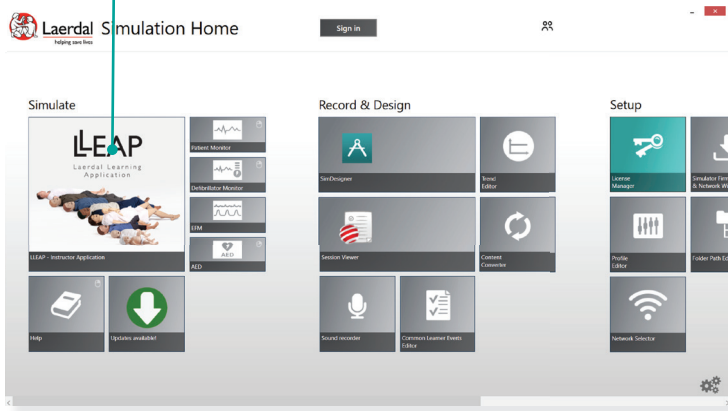 Laerdal Simulation Home
helping save lives
Sign in
Simulate
LLEAP
Laerdal Learning
Application
LLEAP - Instructor Application
Patient Monitor
Defibrillator Monitor
EFM
AED
AED
Help
Updates available!
Record & Design
SimDesigner
Trend
Editor
Session Viewer
Content
Converter
Sound recorder
Common Learner Events
Editor
Setup
License
Manager
Simulator Firm
& Network W
Profile
Editor
Folder Path Ed
Network Selector